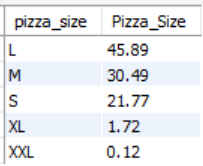 pizza_size Pizza_Size
L 45.89
M 30.49
S 21.77
XL 1.72
XXL 0.12